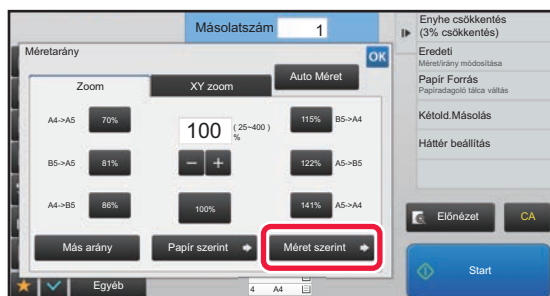 Másolatszám 1
Méretarány
OK
Zoom
XY zoom
Auto Méret
A4->A5 70%
100 (25~400) %
115% B5->A4
B5->A5 81%
− +
122% A5->B5
A4->B5 86%
100%
141% A5->A4
Más arány
Papír szerint
Méret szerint
Egyéb
4 A4
Enyhe csökkentés
(3% csökkentés)
Eredeti
Méret/irány módosítása
Papír Forrás
Papíradagoló tálca váltás
Kétold.Másolás
Háttér beállítás
Előnézet
CA
Start